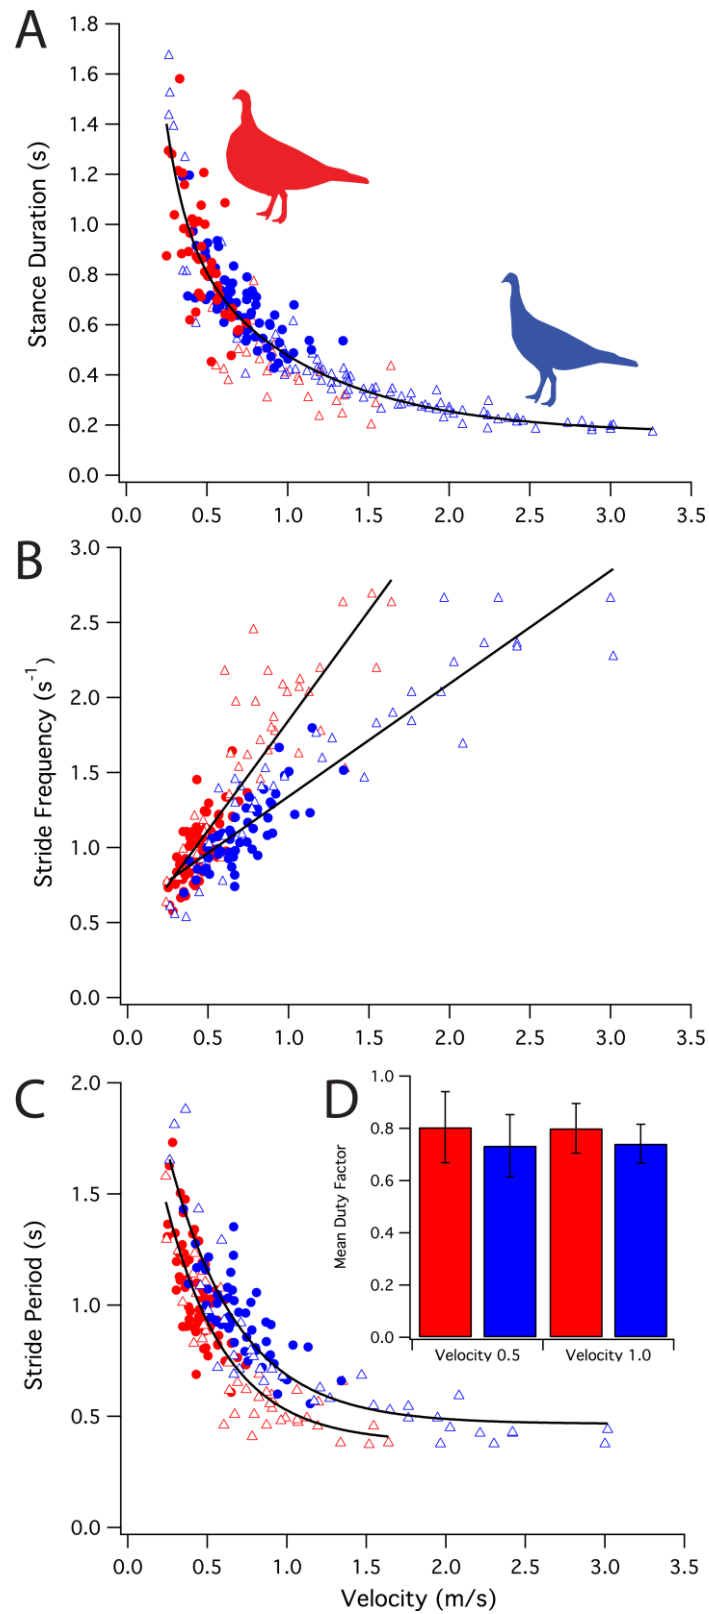 A
Stance Duration (s)
1.8
1.6
1.4
1.2
1.0
0.8
0.6
0.4
0.2
0.0
0.0 0.5 1.0 1.5 2.0 2.5 3.0 3.5
B
Stride Frequency (s⁻¹)
3.0
2.5
2.0
1.5
1.0
0.5
0.0
0.0 0.5 1.0 1.5 2.0 2.5 3.0 3.5
C
Stride Period (s)
2.0
1.5
1.0
0.5
0.0
0.0 0.5 1.0 1.5 2.0 2.5 3.0 3.5
Velocity (m/s)
D
Mean Duty Factor
1.0
0.8
0.6
0.4
0.2
0.0
Velocity 0.5 Velocity 1.0